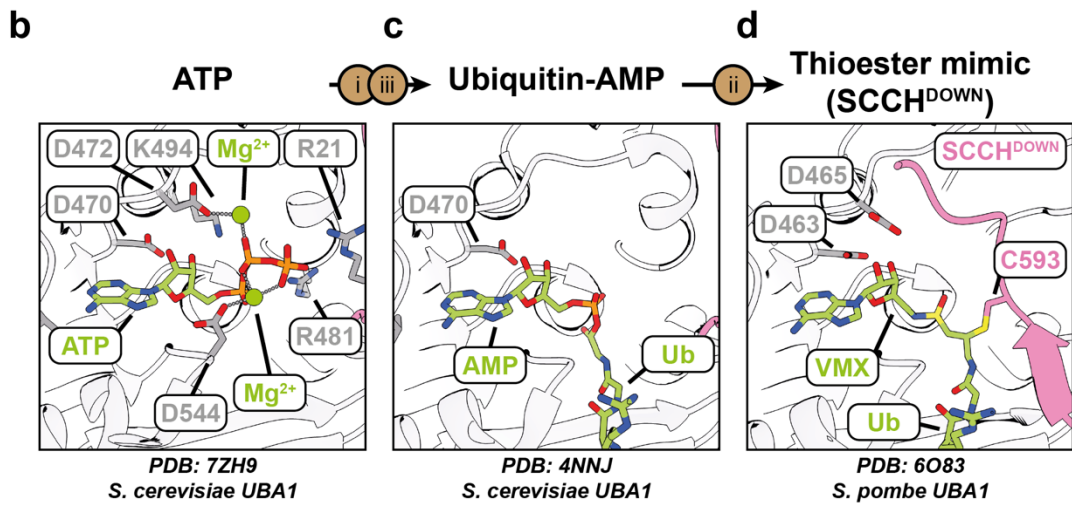 b
ATP
i
iii
c
Ubiquitin-AMP
ii
d
Thioester mimic
(SCCH^DOWN)
D472
K494
Mg²⁺
R21
D470
ATP
R481
Mg²⁺
D544
PDB: 7ZH9
S. cerevisiae UBA1
D470
AMP
Ub
PDB: 4NNJ
S. cerevisiae UBA1
SCCH^DOWN
D465
D463
C593
VMX
Ub
PDB: 6O83
S. pombe UBA1